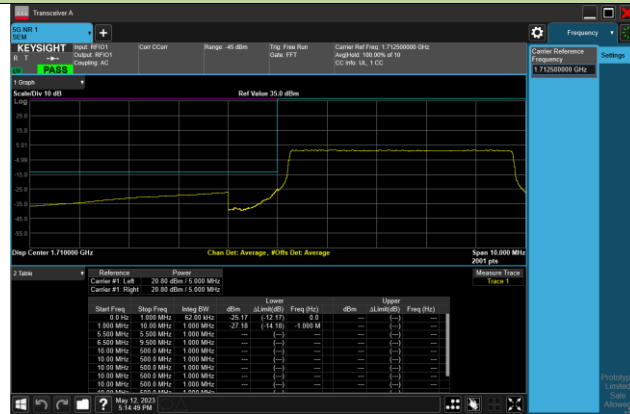 Transceiver A
5G NR 1
SEM
Frequency
KEYSIGHT
R T
PASS
Input: RFIO1
Output: RFIO1
Coupling: AC
Corr CCorr
Range: -45 dBm
Trig: Free Run
Gate: FFT
Carrier Ref Freq: 1.712500000 GHz
Avg|Hold: 100.00% of 10
CC Info: UL, 1 CC
Carrier Reference
Frequency
1.712500000 GHz
Settings
1 Graph
Scale/Div 10 dB
Ref Value 35.0 dBm
Log
25.0
15.0
5.01
-4.99
-15.0
-25.0
-35.0
-45.0
-55.0
Disp Center 1.710000 GHz
Chan Det: Average , #Offs Det: Average
Span 10.000 MHz
2001 pts
2 Table
Reference Power
Carrier #1: Left 20.80 dBm / 5.000 MHz
Carrier #1: Right 20.80 dBm / 5.000 MHz
Measure Trace
Trace 1
Lower Upper
Start Freq Stop Freq Integ BW dBm ΔLimit(dB) Freq (Hz) dBm ΔLimit(dB) Freq (Hz)
0.0 Hz 1.000 MHz 62.00 kHz -25.17 (-12.17) 0.0 --- (---) ---
1.000 MHz 10.00 MHz 1.000 MHz -27.18 (-14.18) -1.000 M --- (---) ---
5.500 MHz 5.500 MHz 1.000 MHz --- (---) --- --- (---) ---
6.500 MHz 9.500 MHz 1.000 MHz --- (---) --- --- (---) ---
10.00 MHz 500.0 MHz 1.000 MHz --- (---) --- --- (---) ---
10.00 MHz 500.0 MHz 1.000 MHz --- (---) --- --- (---) ---
10.00 MHz 500.0 MHz 1.000 MHz --- (---) --- --- (---) ---
10.00 MHz 500.0 MHz 1.000 MHz --- (---) --- --- (---) ---
10.00 MHz 500.0 MHz 1.000 MHz --- (---) --- --- (---) ---
Prototype
Limited
Sale
Allowed
?
May 12, 2023
5:14:49 PM